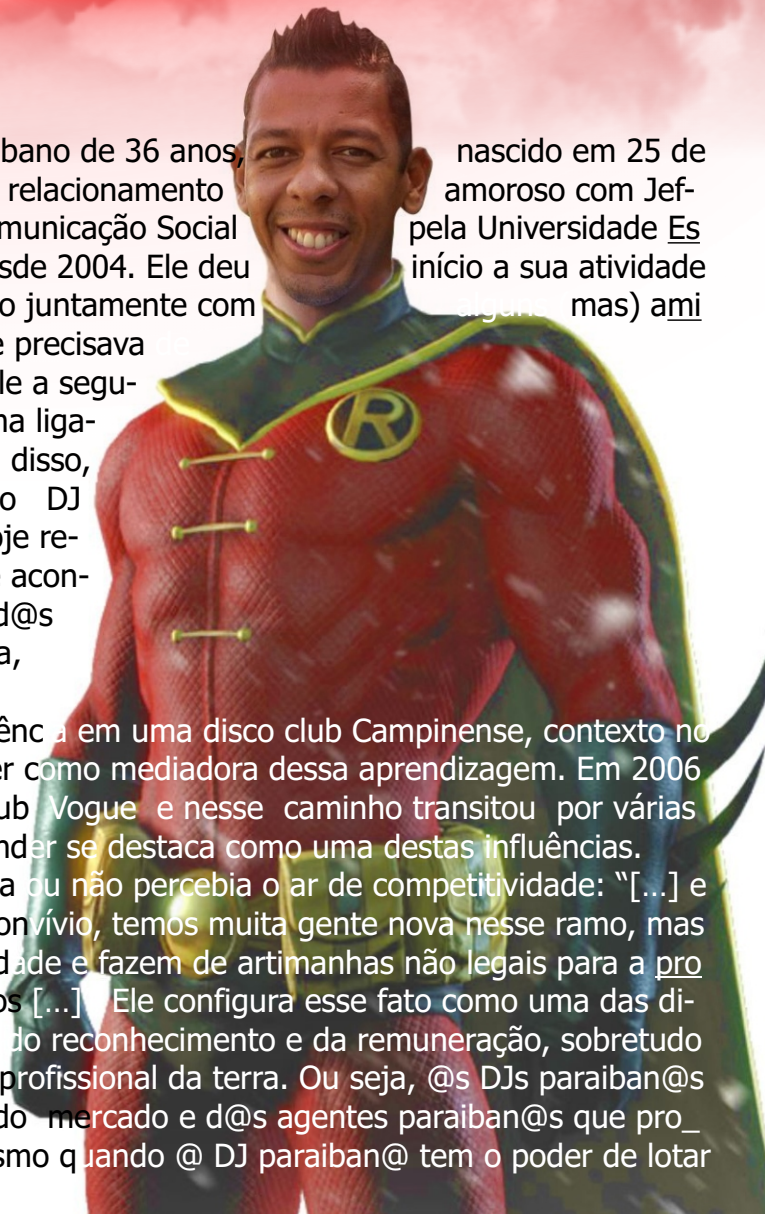 bano de 36 anos, nascido em 25 de
relacionamento amoroso com Jef-
municação Social pela Universidade Es
sde 2004. Ele deu início a sua atividade
o juntamente com alguns mas) ami
e precisava de
le a segu-
na liga-
disso,
o DJ
oje re-
e acon-
d@s
a,
R
ência em uma disco club Campinense, contexto no
er como mediadora dessa aprendizagem. Em 2006
ub Vogue e nesse caminho transitou por várias
nder se destaca como uma destas influências.
a ou não percebia o ar de competitividade: “[…] e
onvívio, temos muita gente nova nesse ramo, mas
dade e fazem de artimanhas não legais para a pro
os […] Ele configura esse fato como uma das di-
do reconhecimento e da remuneração, sobretudo
profissional da terra. Ou seja, @s DJs paraiban@s
do mercado e d@s agentes paraiban@s que pro_
smo quando @ DJ paraiban@ tem o poder de lotar